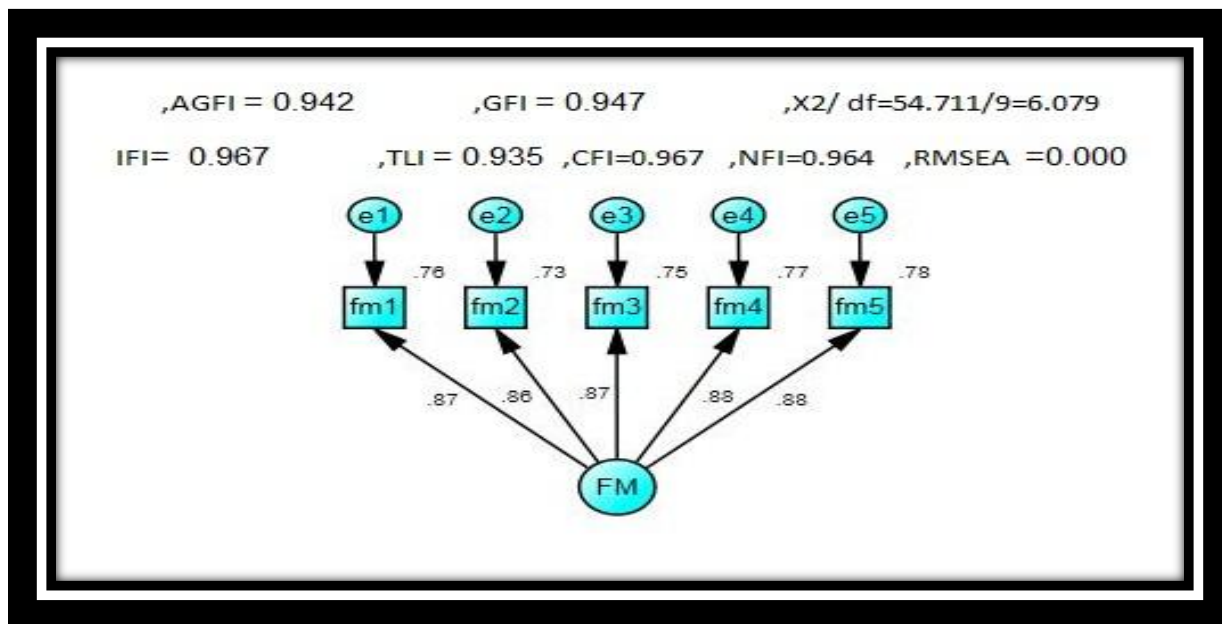 ,AGFI = 0.942 ,GFI = 0.947 ,X2/ df=54.711/9=6.079
IFI= 0.967 ,TLI = 0.935 ,CFI=0.967 ,NFI=0.964 ,RMSEA =0.000
e1 e2 e3 e4 e5
.76 .73 .75 .77 .78
fm1 fm2 fm3 fm4 fm5
.87 .86 .87 .88 .88
FM